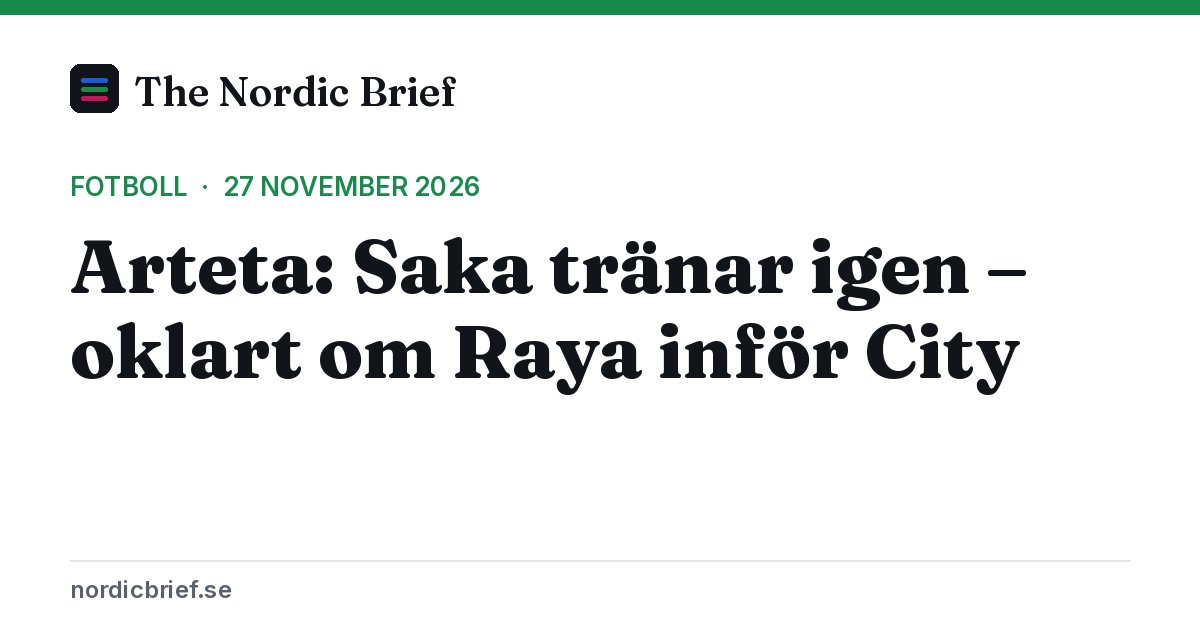 The Nordic Brief
FOTBOLL · 27 NOVEMBER 2026
Arteta: Saka tränar igen –
oklart om Raya inför City
nordicbrief.se